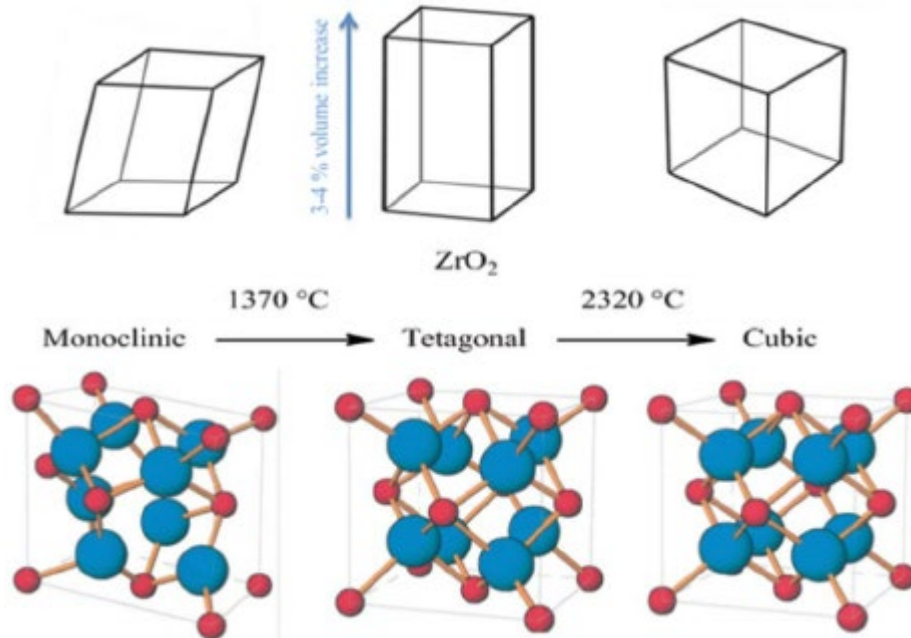 3-4 % volume increase
ZrO₂
1370 °C
2320 °C
Monoclinic
Tetagonal
Cubic